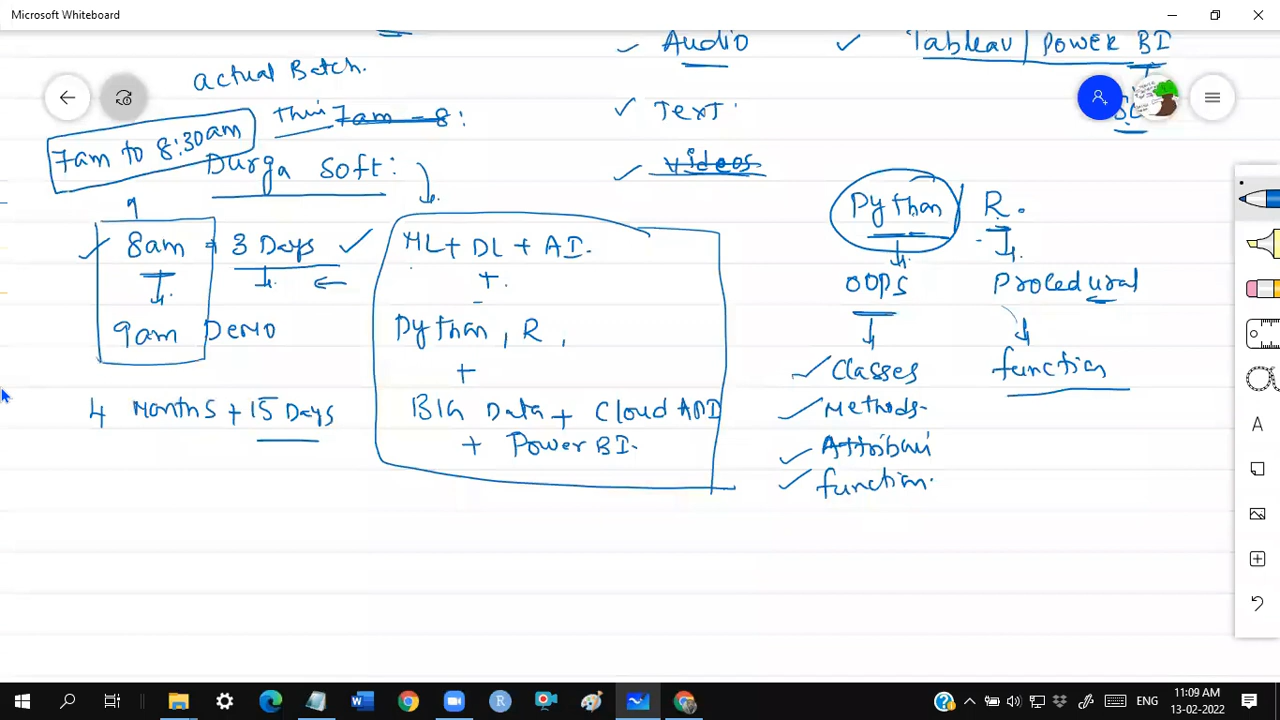 Microsoft Whiteboard
Audio
Tableau | Power BI
actual Batch.
This 7am - 8:
Text
7am to 8:30am
Durga Soft:
Videos
Python | R.
8am 3 Days
ML + DL + AI.
+
OOPS
Procedural
9am DEMO
Python, R,
+
Classes
function
4 Months + 15 Days
BIG Data + Cloud API
Methods
+ Power BI.
Attributi
function.
A
ENG
11:09 AM
13-02-2022